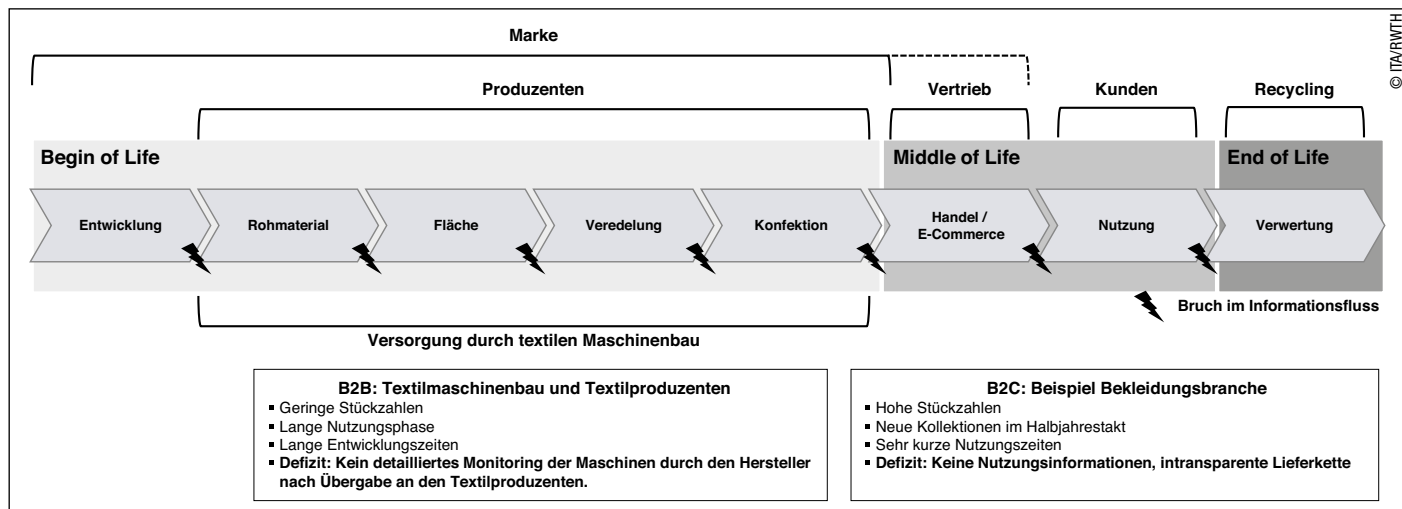 © ITA/RWTH
Marke
Produzenten
Vertrieb
Kunden
Recycling
Begin of Life
Middle of Life
End of Life
Entwicklung
Rohmaterial
Fläche
Veredelung
Konfektion
Handel /
E-Commerce
Nutzung
Verwertung
Bruch im Informationsfluss
Versorgung durch textilen Maschinenbau
B2B: Textilmaschinenbau und Textilproduzenten
▪ Geringe Stückzahlen
▪ Lange Nutzungsphase
▪ Lange Entwicklungszeiten
▪ Defizit: Kein detailliertes Monitoring der Maschinen durch den Hersteller
nach Übergabe an den Textilproduzenten.
B2C: Beispiel Bekleidungsbranche
▪ Hohe Stückzahlen
▪ Neue Kollektionen im Halbjahrestakt
▪ Sehr kurze Nutzungszeiten
▪ Defizit: Keine Nutzungsinformationen, intransparente Lieferkette